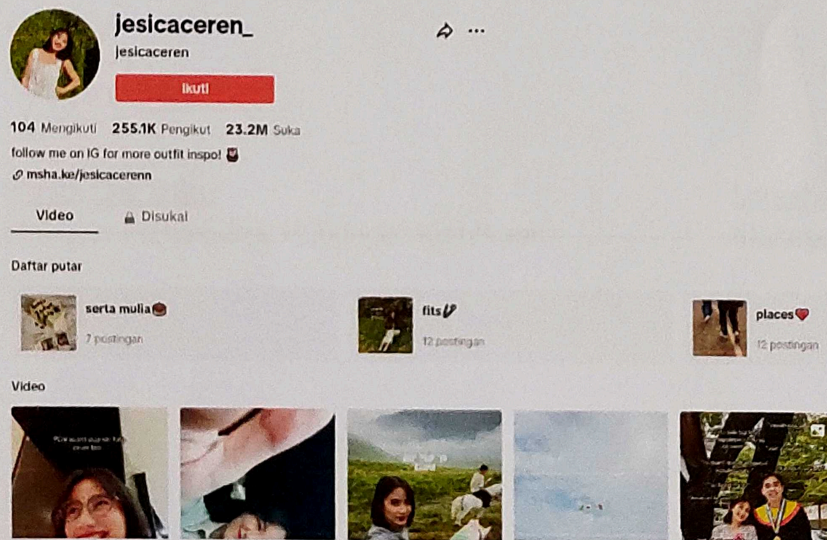 jesicaceren_
jesicaceren
Ikuti
104 Mengikuti 255.1K Pengikut 23.2M Suka
follow me on IG for more outfit inspo!
msha.ke/jesicacerenn
Video Disukai
Daftar putar
serta mulia
7 postingan
fits
12 postingan
places
12 postingan
Video